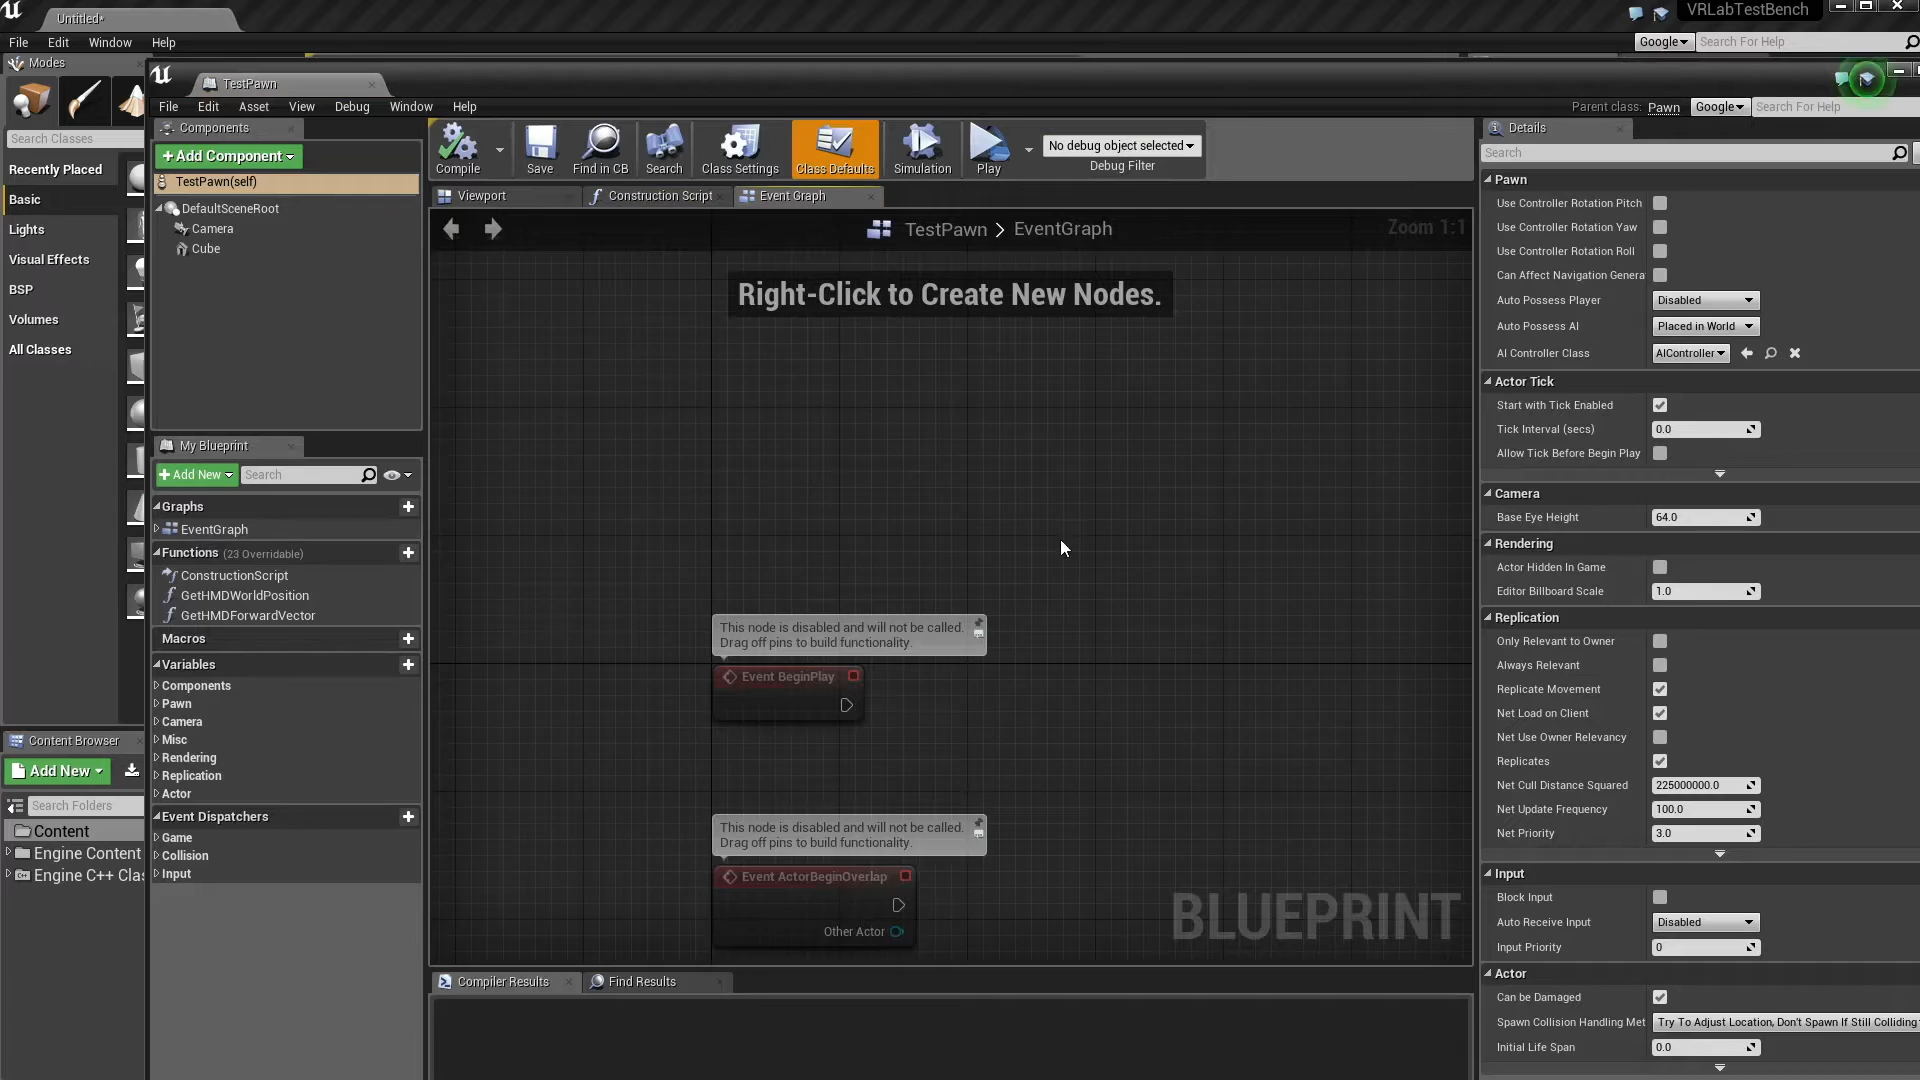 Untitled*
VRLabTestBench
File Edit Window Help
Google
Search For Help
Modes
TestPawn
File Edit Asset View Debug Window Help
Parent class: Pawn
Google
Search For Help
Search Classes
Recently Placed
Basic
Lights
Visual Effects
BSP
Volumes
All Classes
Content Browser
Add New
Search Folders
Content
Engine Content
Engine C++ Clas
Components
+Add Component
TestPawn(self)
DefaultSceneRoot
Camera
Cube
My Blueprint
+Add New
Search
Graphs
EventGraph
Functions (23 Overridable)
ConstructionScript
GetHMDWorldPosition
GetHMDForwardVector
Macros
Variables
Components
Pawn
Camera
Misc
Rendering
Replication
Actor
Event Dispatchers
Game
Collision
Input
Compile
Save
Find in CB
Search
Class Settings
Class Defaults
Simulation
Play
No debug object selected
Debug Filter
Viewport
Construction Script
Event Graph
TestPawn > EventGraph
Zoom 1:1
Right-Click to Create New Nodes.
This node is disabled and will not be called.
Drag off pins to build functionality.
Event BeginPlay
This node is disabled and will not be called.
Drag off pins to build functionality.
Event ActorBeginOverlap
Other Actor
BLUEPRINT
Compiler Results
Find Results
Details
Search
Pawn
Use Controller Rotation Pitch
Use Controller Rotation Yaw
Use Controller Rotation Roll
Can Affect Navigation Genera
Auto Possess Player Disabled
Auto Possess AI Placed in World
AI Controller Class AIController
Actor Tick
Start with Tick Enabled
Tick Interval (secs) 0.0
Allow Tick Before Begin Play
Camera
Base Eye Height 64.0
Rendering
Actor Hidden In Game
Editor Billboard Scale 1.0
Replication
Only Relevant to Owner
Always Relevant
Replicate Movement
Net Load on Client
Net Use Owner Relevancy
Replicates
Net Cull Distance Squared 225000000.0
Net Update Frequency 100.0
Net Priority 3.0
Input
Block Input
Auto Receive Input Disabled
Input Priority 0
Actor
Can be Damaged
Spawn Collision Handling Met Try To Adjust Location, Don't Spawn If Still Colliding
Initial Life Span 0.0